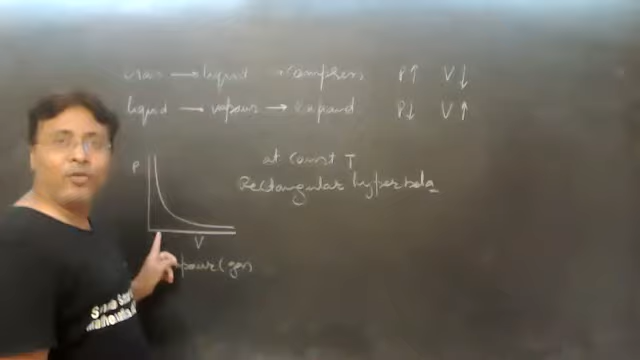 liquid → compress P↑ V↓
liquid → vapour → expand P↓ V↑
at const T
Rectangular hyperbola
P
V
(gas)